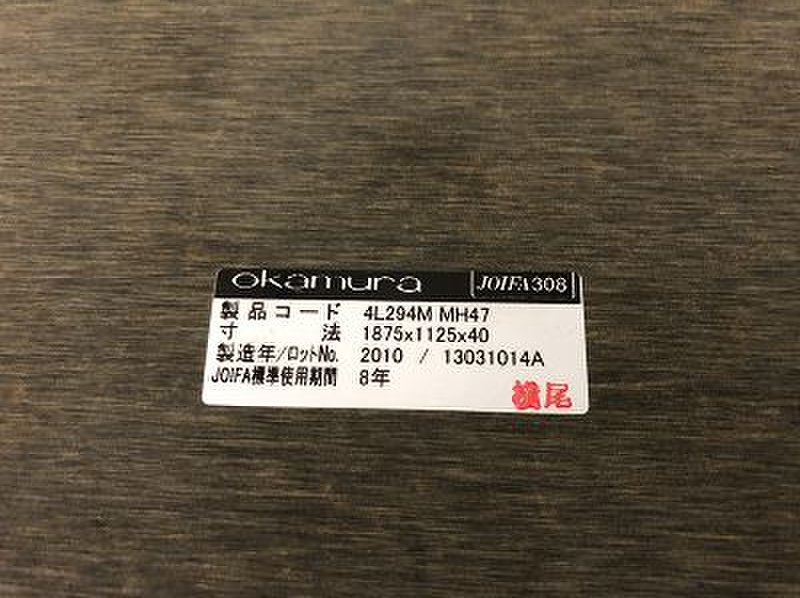 okamura JOIFA308
製品コード 4L294M MH47
寸法 1875x1125x40
製造年/ロットNo. 2010 / 13031014A
JOIFA標準使用期間 8年
横尾